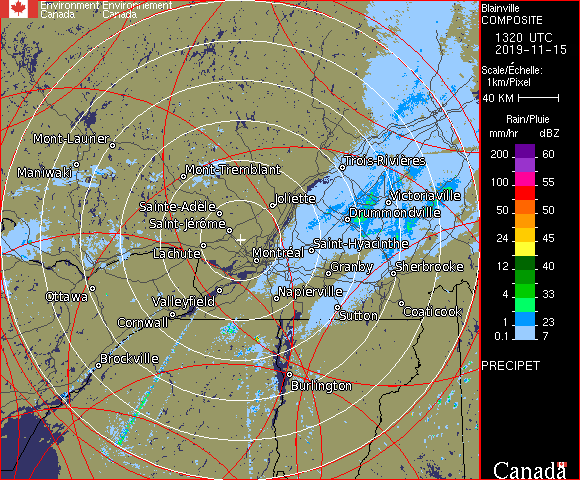 Environment Environnement
Canada Canada
Blainville
COMPOSITE
1320 UTC
2019-11-15
Scale/Échelle:
1km/Pixel
40 KM
Rain/Pluie
mm/hr dBZ
200 60
100 55
50 50
24 45
12 40
4 33
1 23
0.1 7
PRECIPET
Canada
Mont-Laurier
Maniwaki
Mont-Tremblant
Trois-Rivières
Joliette
Victoriaville
Sainte-Adèle
Drummondville
Saint-Jérôme
Saint-Hyacinthe
Lachute
Montréal
Granby
Sherbrooke
Ottawa
Valleyfield
Napierville
Coaticook
Cornwall
Sutton
Brockville
Burlington